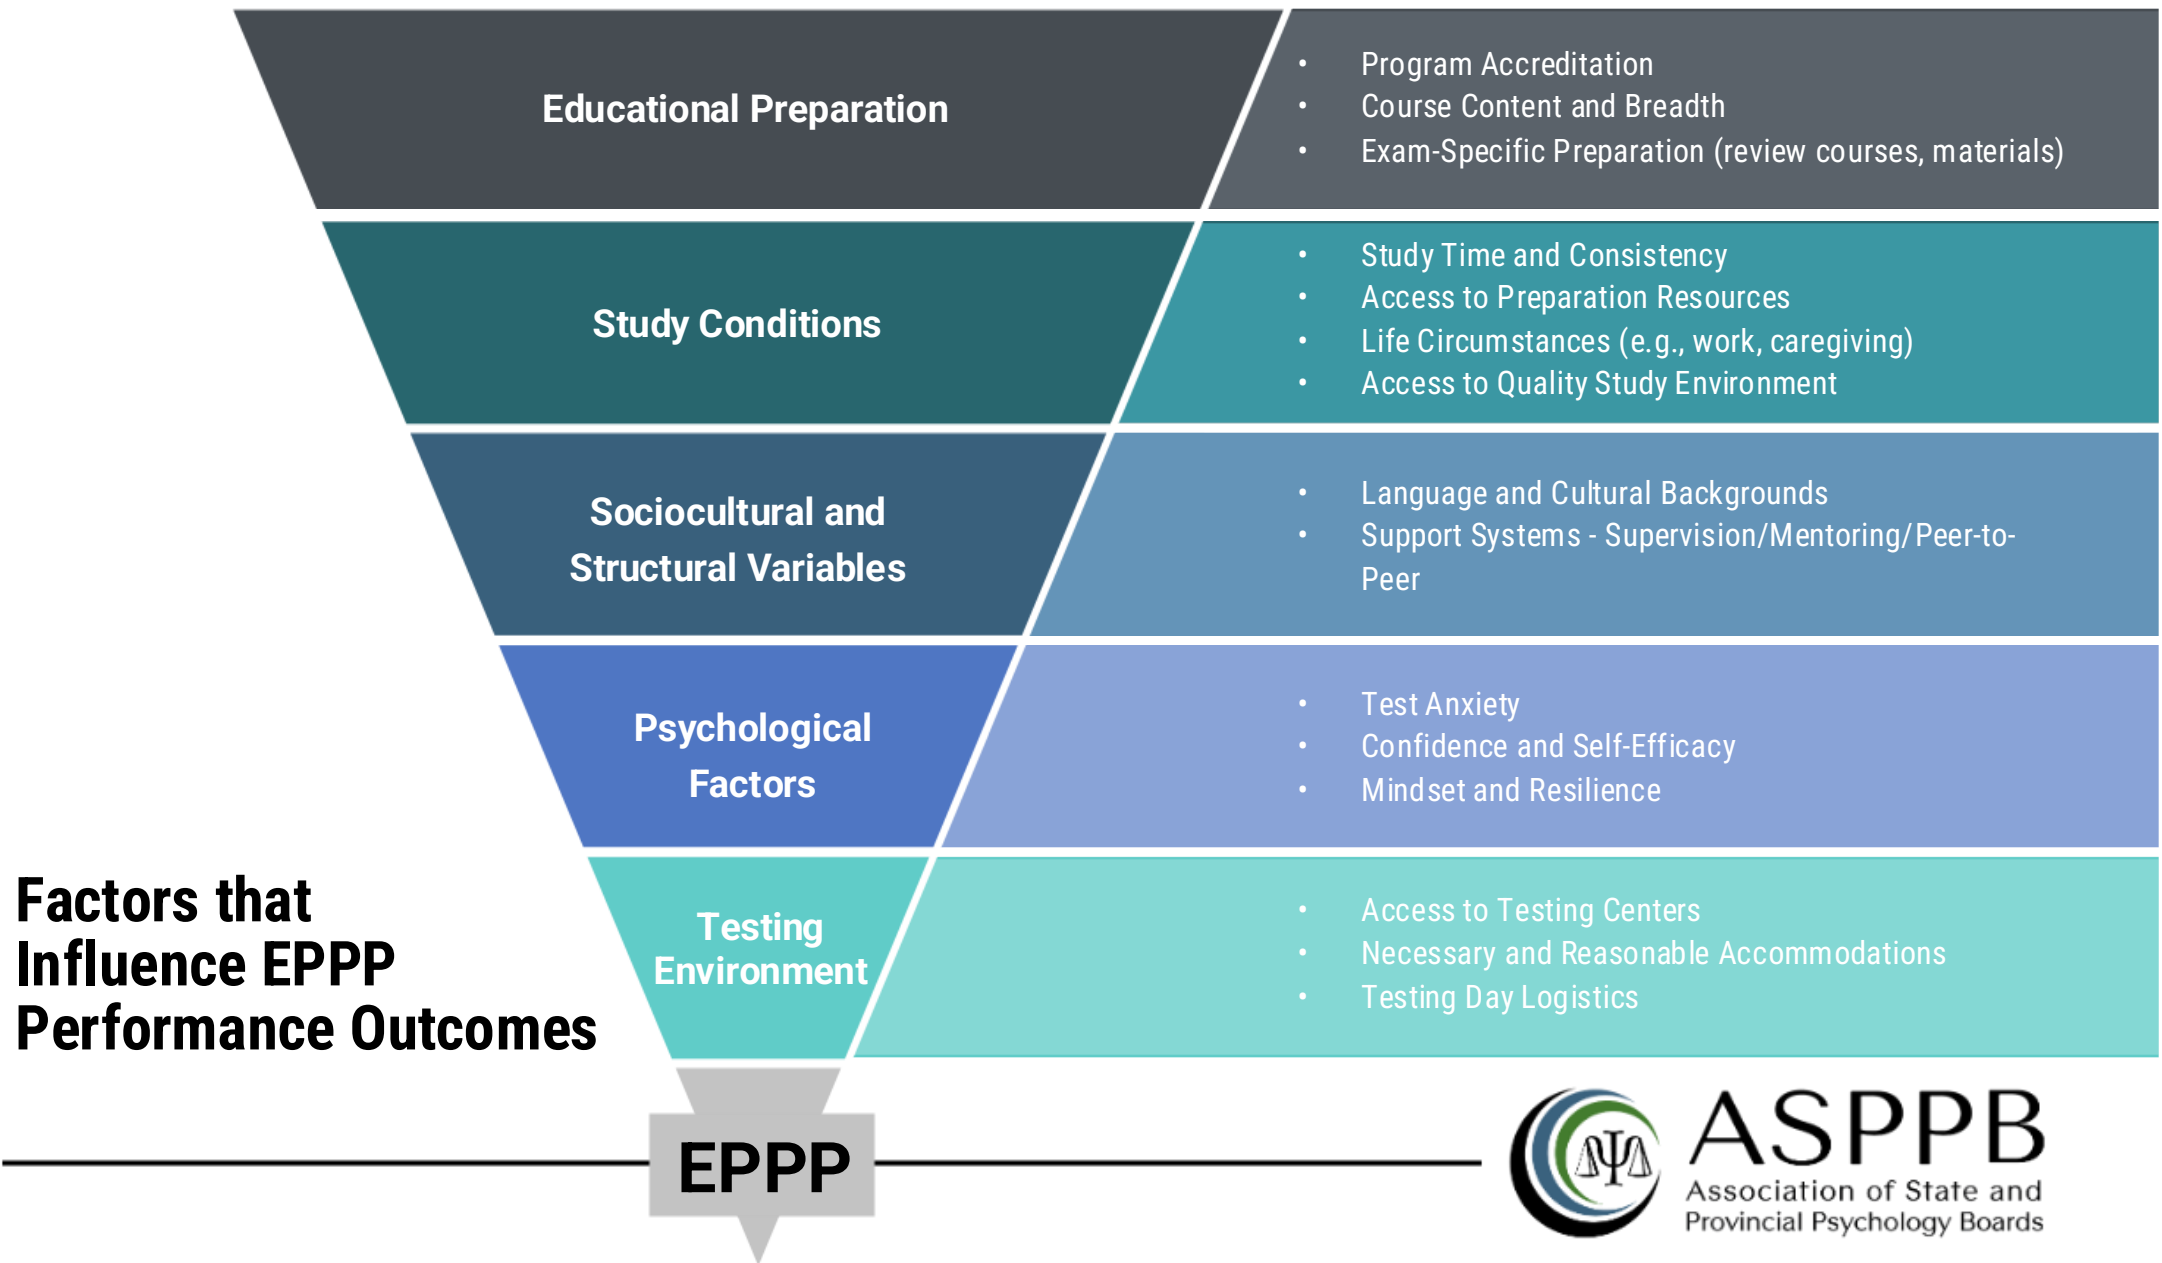 Educational Preparation
• Program Accreditation
• Course Content and Breadth
• Exam-Specific Preparation (review courses, materials)
Study Conditions
• Study Time and Consistency
• Access to Preparation Resources
• Life Circumstances (e.g., work, caregiving)
• Access to Quality Study Environment
Sociocultural and
Structural Variables
• Language and Cultural Backgrounds
• Support Systems - Supervision/Mentoring/Peer-to-
Peer
Psychological
Factors
• Test Anxiety
• Confidence and Self-Efficacy
• Mindset and Resilience
Testing
Environment
• Access to Testing Centers
• Necessary and Reasonable Accommodations
• Testing Day Logistics
Factors that
Influence EPPP
Performance Outcomes
EPPP
ASPPB
Association of State and
Provincial Psychology Boards